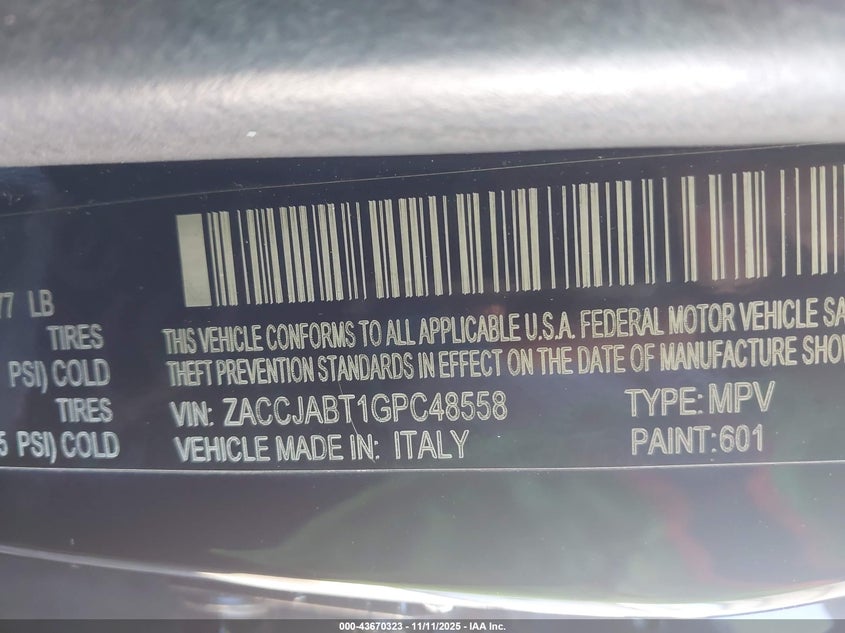 77 LB
TIRES
PSI) COLD
TIRES
5 PSI) COLD
THIS VEHICLE CONFORMS TO ALL APPLICABLE U.S.A. FEDERAL MOTOR VEHICLE SA
THEFT PREVENTION STANDARDS IN EFFECT ON THE DATE OF MANUFACTURE SHOW
VIN: ZACCJABT1GPC48558
TYPE: MPV
VEHICLE MADE IN: ITALY
PAINT: 601
000-43670323 - 11/11/2025 - IAA Inc.